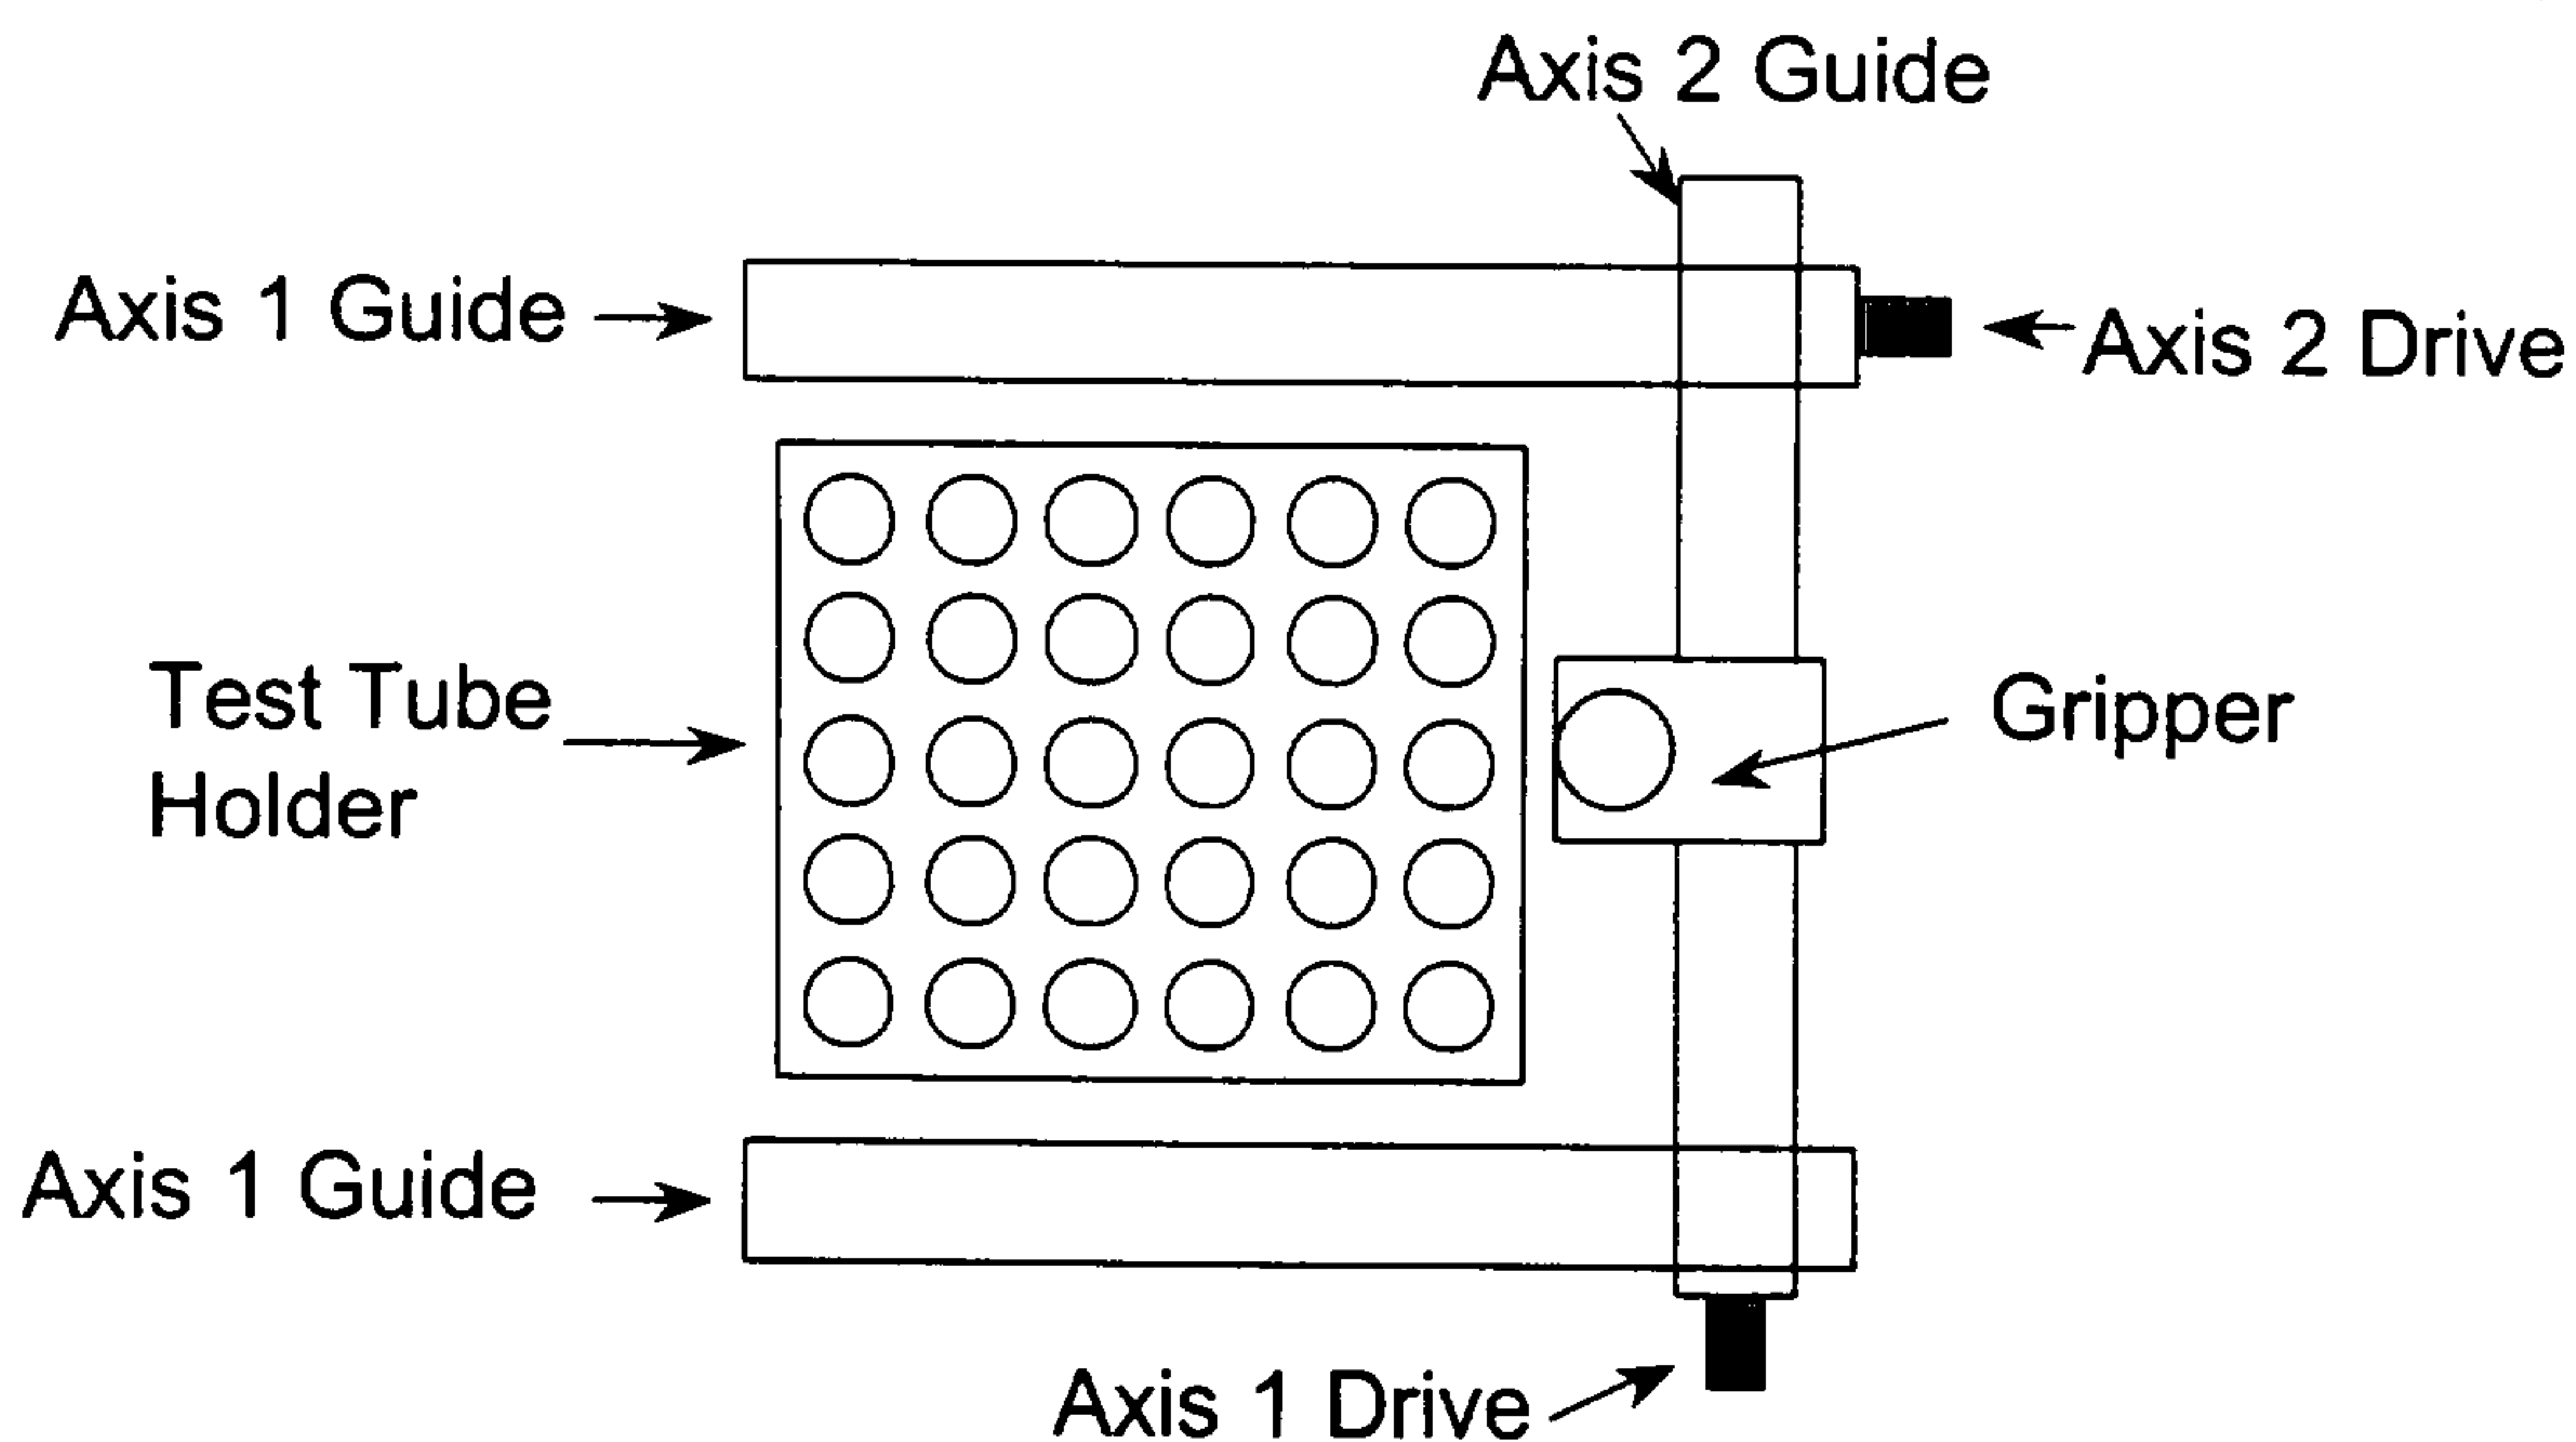 Axis 2 Guide
Axis 1 Guide
Axis 2 Drive
Test Tube
Holder
Gripper
Axis 1 Guide
Axis 1 Drive